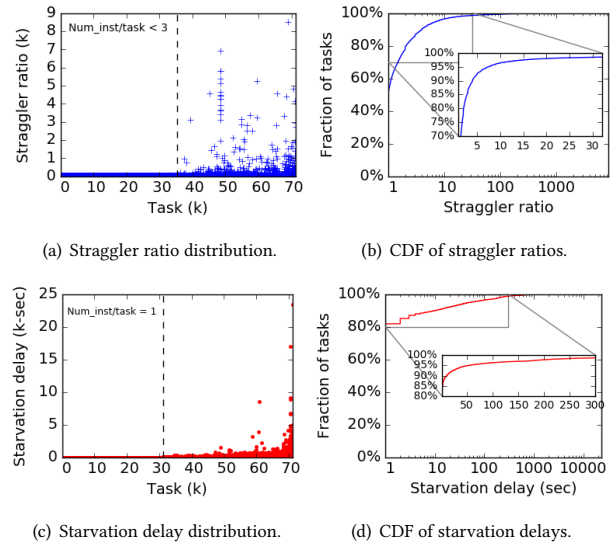 9
8
7
6
5
4
3
2
1
0
Straggler ratio (k)
Num_inst/task < 3
0 10 20 30 40 50 60 70
Task (k)
(a) Straggler ratio distribution.
100%
80%
60%
40%
20%
0%
Fraction of tasks
100%
95%
90%
85%
80%
75%
70%
5 10 15 20 25 30
1 10 100 1000
Straggler ratio
(b) CDF of straggler ratios.
25
20
15
10
5
0
Starvation delay (k-sec)
Num_inst/task = 1
0 10 20 30 40 50 60 70
Task (k)
(c) Starvation delay distribution.
100%
80%
60%
40%
20%
0%
Fraction of tasks
100%
95%
90%
85%
80%
50 100 150 200 250 300
1 10 100 1000 10000
Starvation delay (sec)
(d) CDF of starvation delays.